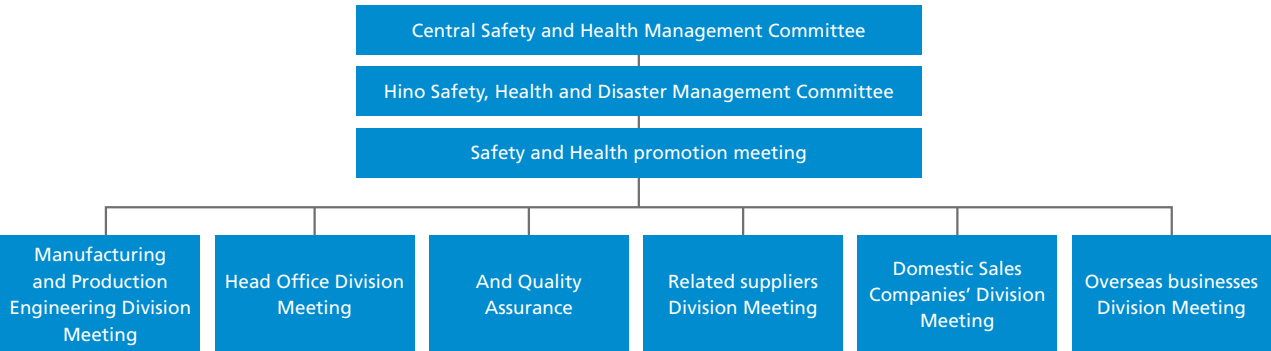 Central Safety and Health Management Committee
Hino Safety, Health and Disaster Management Committee
Safety and Health promotion meeting
Manufacturing
and Production
Engineering Division
Meeting
Head Office Division
Meeting
And Quality
Assurance
Related suppliers
Division Meeting
Domestic Sales
Companies’ Division
Meeting
Overseas businesses
Division Meeting